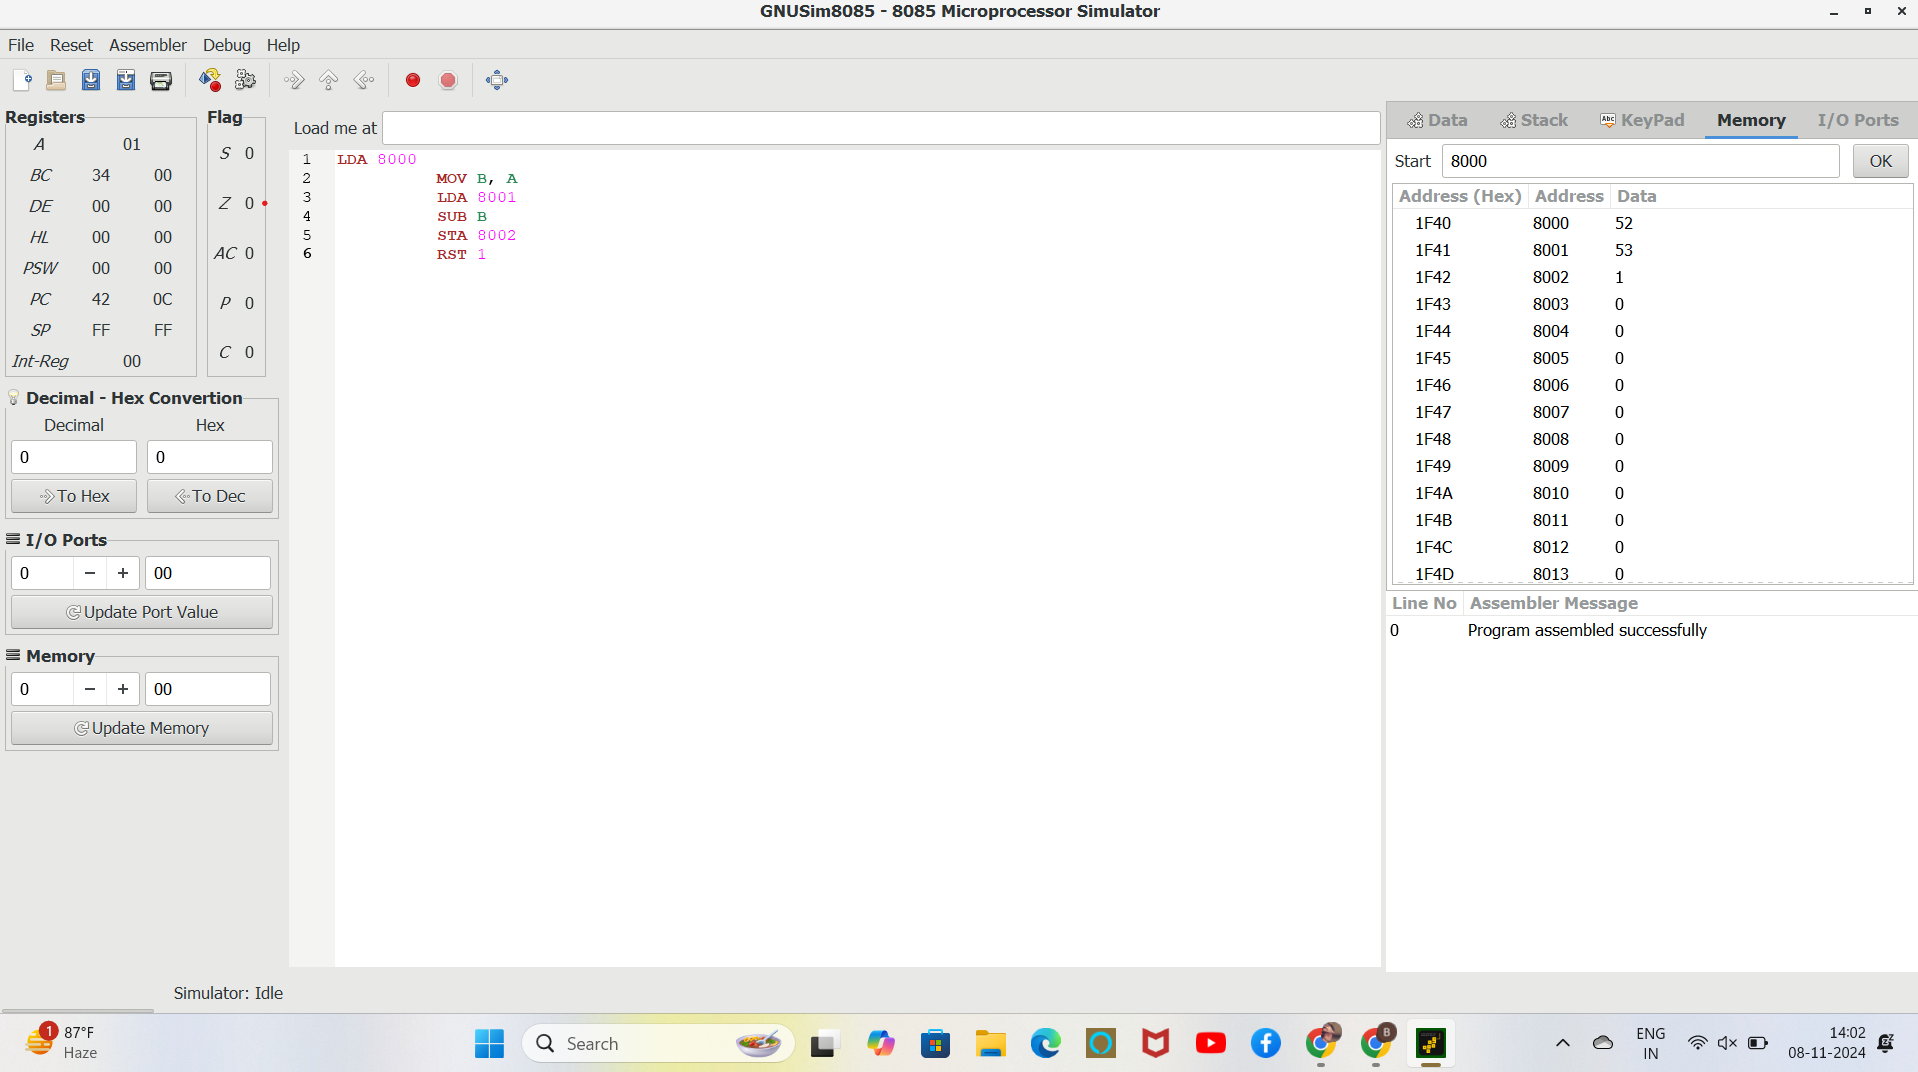 GNUSim8085 - 8085 Microprocessor Simulator
File Reset Assembler Debug Help
Registers
A 01
BC 34 00
DE 00 00
HL 00 00
PSW 00 00
PC 42 0C
SP FF FF
Int-Reg 00
Flag
S 0
Z 0
AC 0
P 0
C 0
Decimal - Hex Convertion
Decimal Hex
0 0
To Hex To Dec
I/O Ports
0 − + 00
Update Port Value
Memory
0 − + 00
Update Memory
Load me at
1 LDA 8000
2 MOV B, A
3 LDA 8001
4 SUB B
5 STA 8002
6 RST 1
Data Stack Abc KeyPad Memory I/O Ports
Start 8000 OK
Address (Hex) Address Data
1F40 8000 52
1F41 8001 53
1F42 8002 1
1F43 8003 0
1F44 8004 0
1F45 8005 0
1F46 8006 0
1F47 8007 0
1F48 8008 0
1F49 8009 0
1F4A 8010 0
1F4B 8011 0
1F4C 8012 0
1F4D 8013 0
Line No Assembler Message
0 Program assembled successfully
Simulator: Idle
1 87°F
Haze
Search
B
ENG
IN
14:02
08-11-2024